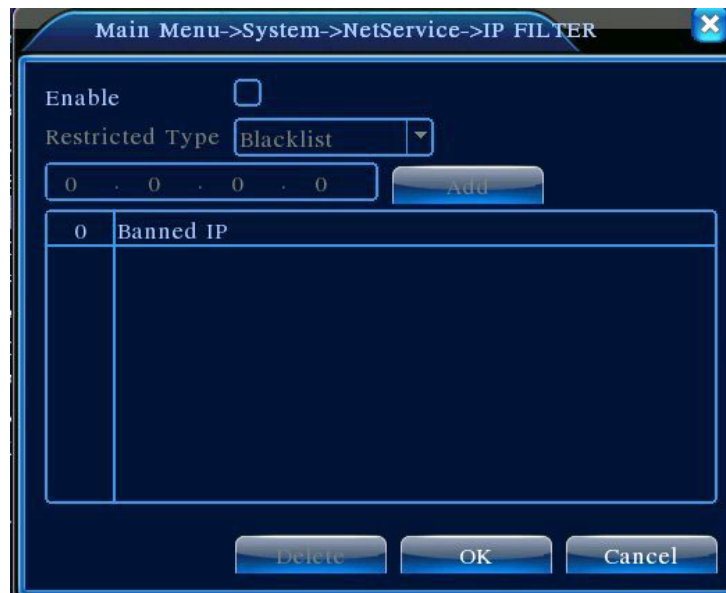 Main Menu->System->NetService->IP FILTER
Enable
Restricted Type Blacklist
0 . 0 . 0 . 0 Add
0 Banned IP
Delete OK Cancel